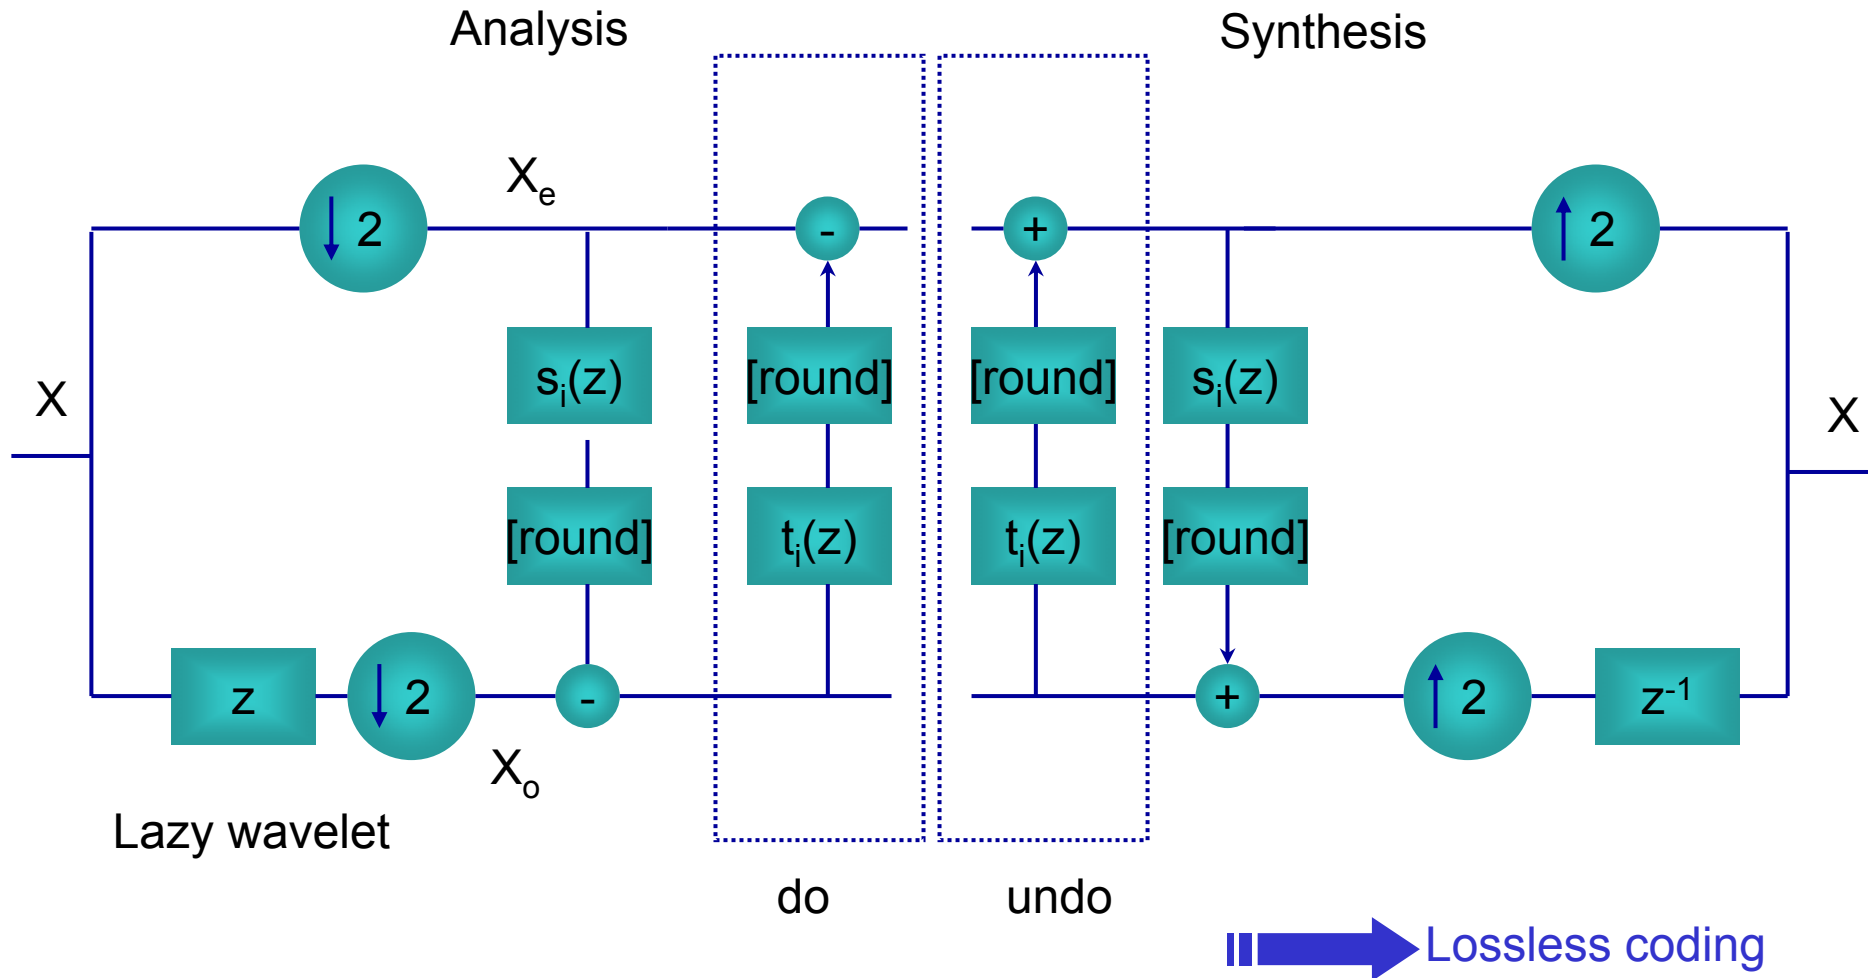 Analysis
Synthesis
Xₑ
↓ 2
-
+
↑ 2
sᵢ(z)
[round]
[round]
sᵢ(z)
X
X
[round]
tᵢ(z)
tᵢ(z)
[round]
z
↓ 2
-
+
↑ 2
z⁻¹
Xₒ
Lazy wavelet
do
undo
Lossless coding